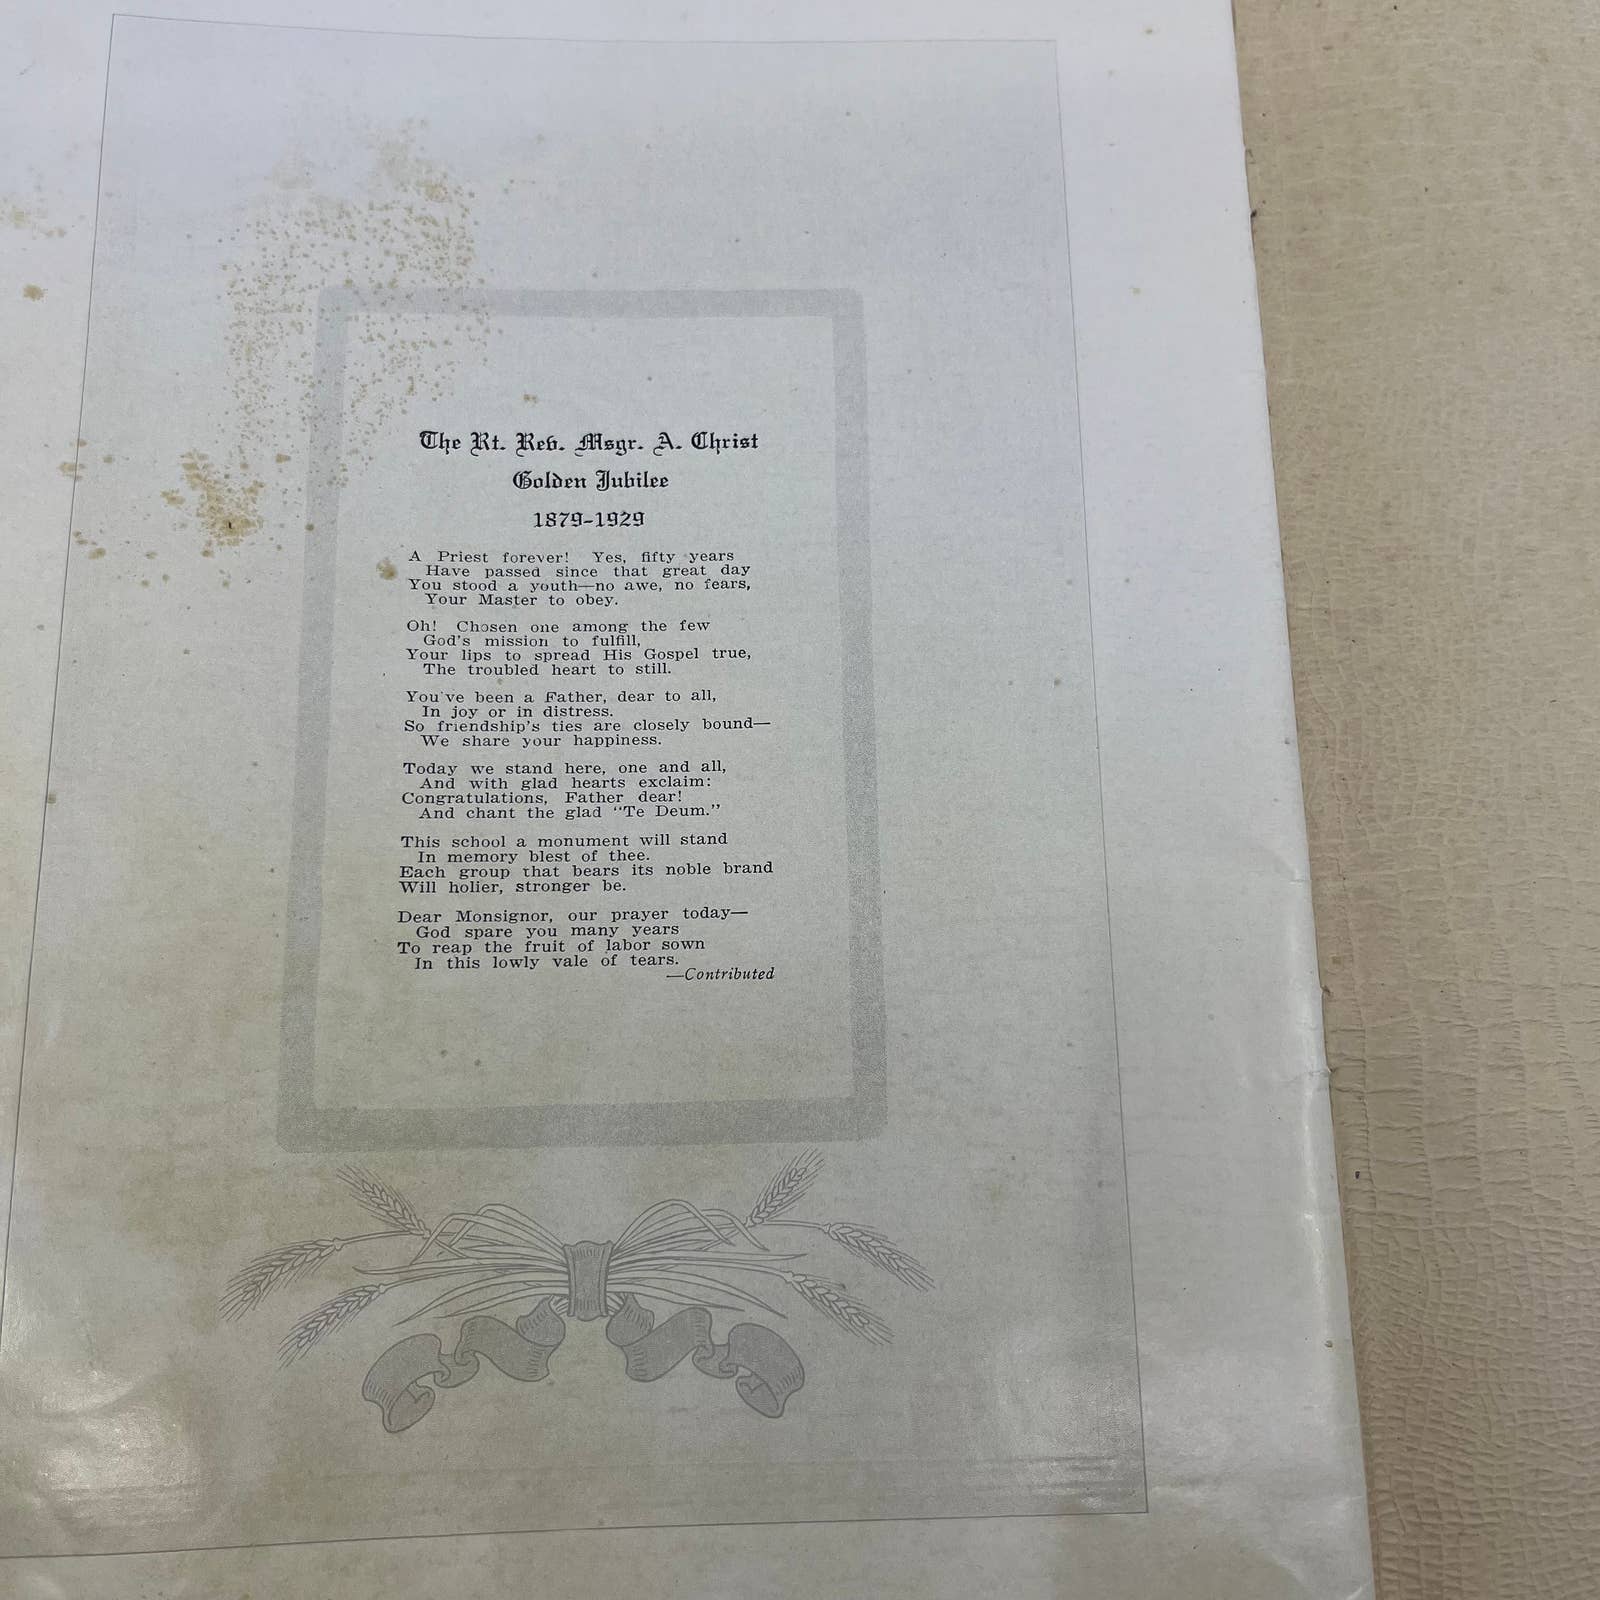 The Rt. Rev. Msgr. A. Christ
Golden Jubilee
1879-1929
A Priest forever! Yes, fifty years
Have passed since that great day
You stood a youth—no awe, no fears,
Your Master to obey.
Oh! Chosen one among the few
God's mission to fulfill,
Your lips to spread His Gospel true,
The troubled heart to still.
You've been a Father, dear to all,
In joy or in distress.
So friendship's ties are closely bound—
We share your happiness.
Today we stand here, one and all,
And with glad hearts exclaim:
Congratulations, Father dear!
And chant the glad "Te Deum."
This school a monument will stand
In memory blest of thee.
Each group that bears its noble brand
Will holier, stronger be.
Dear Monsignor, our prayer today—
God spare you many years
To reap the fruit of labor sown
In this lowly vale of tears.
—Contributed